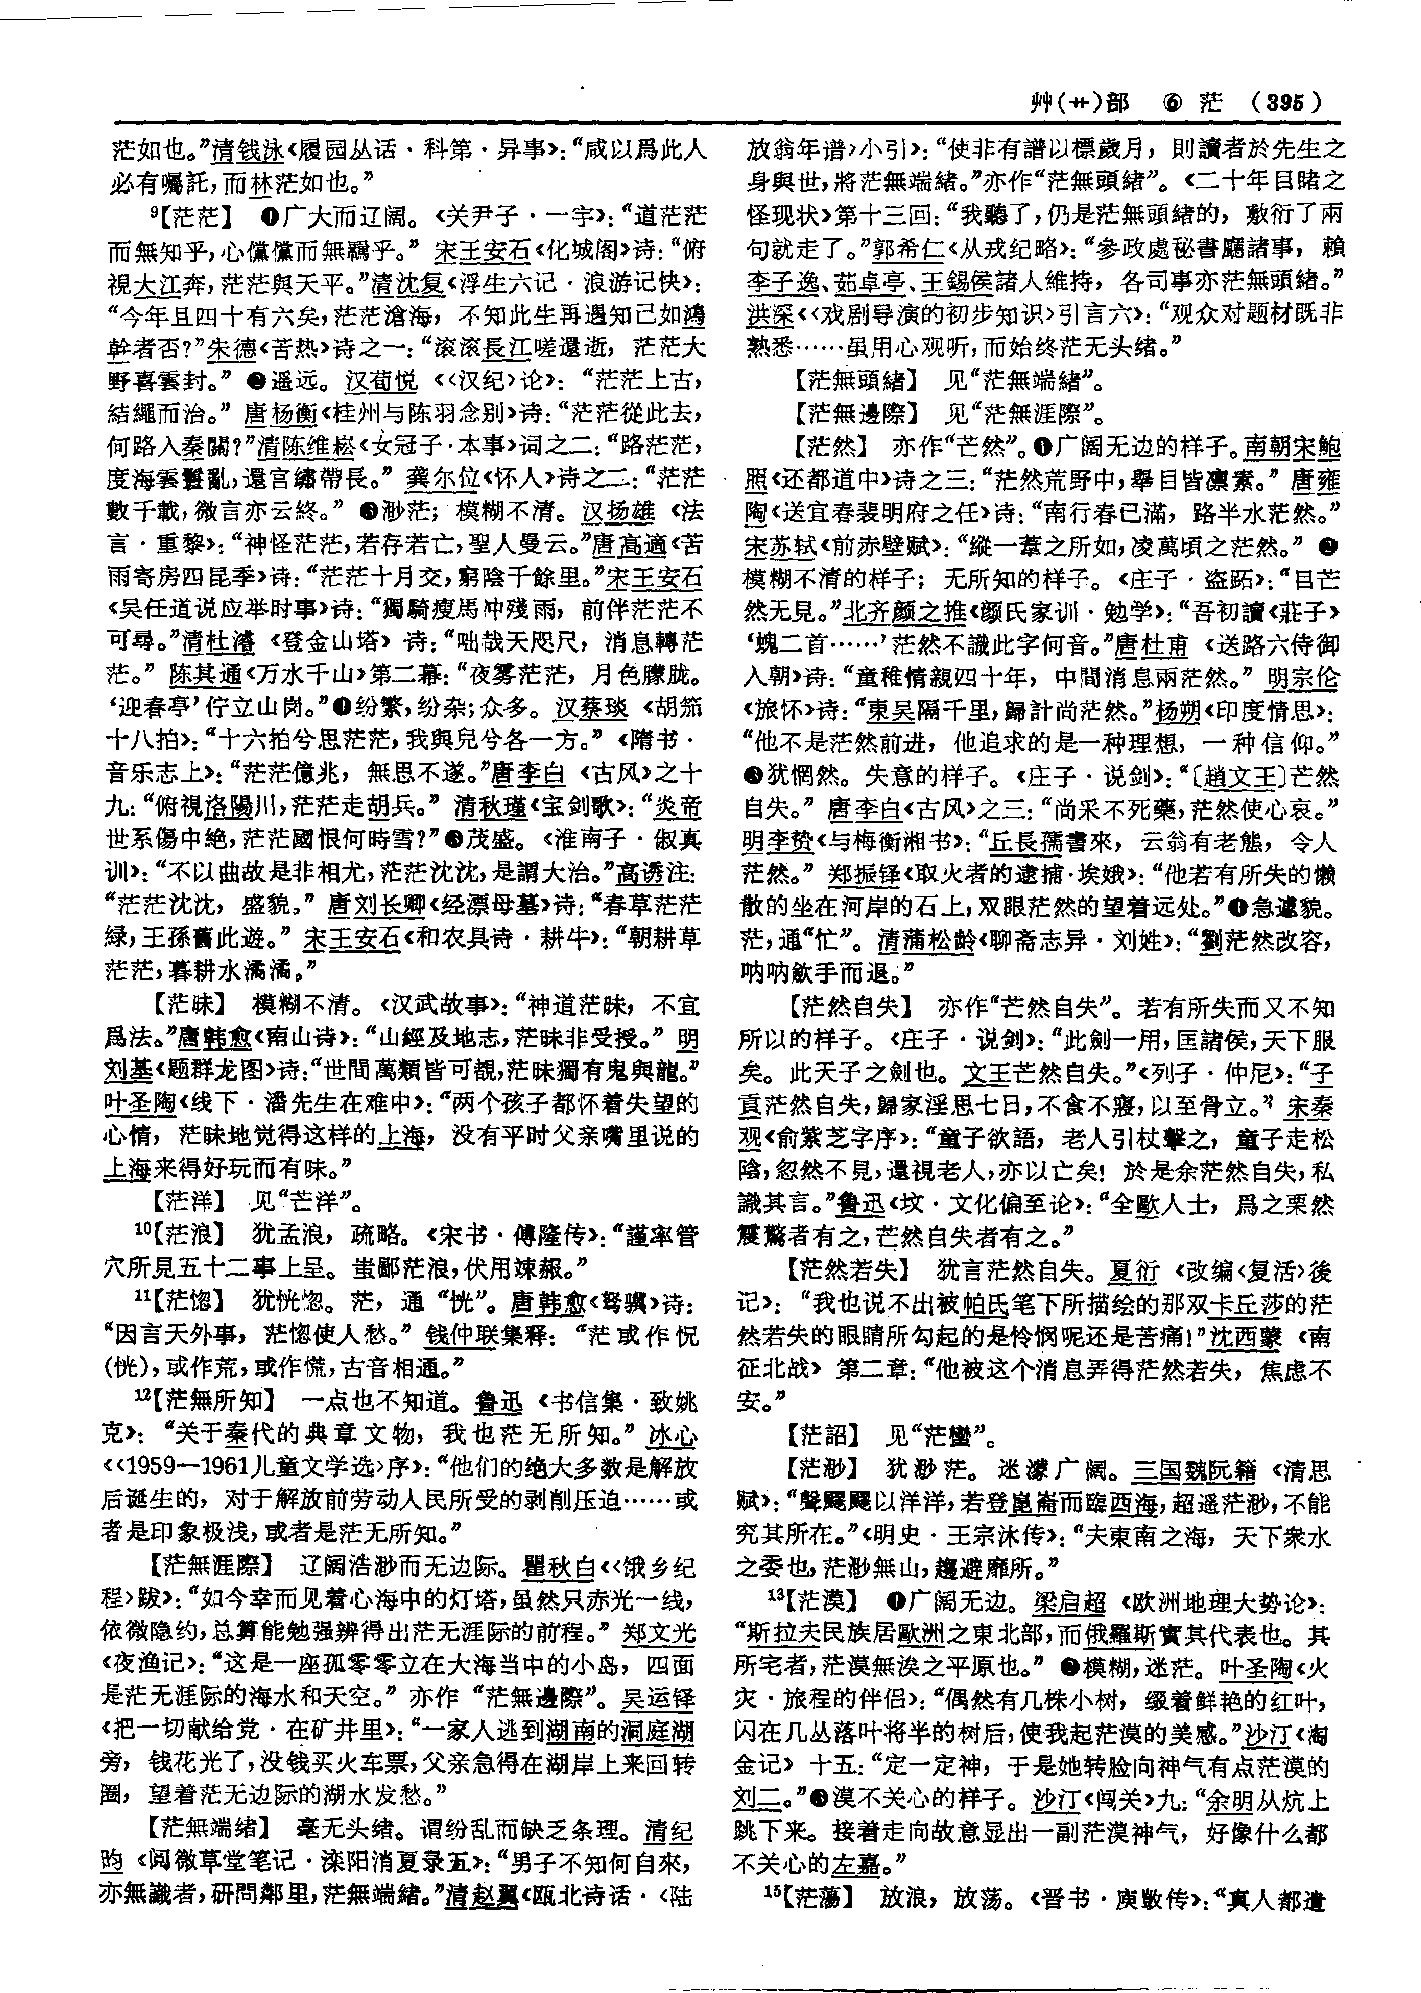 艸(艹)部　⑥　茫　(395)
茫如也。”清钱泳《履园丛话·科第·异事》：“咸以爲此人
必有囑託，而林茫如也。”
⁹【茫茫】　❶广大而辽阔。《关尹子·一宇》：“道茫茫
而無知乎，心儻儻而無羈乎。”　宋王安石《化城阁》诗：“俯
視大江奔，茫茫與天平。”清沈复《浮生六记·浪游记快》：
“今年且四十有六矣，茫茫滄海，不知此生再遇知己如鴻
幹者否？”朱德《苦热》诗之一：“滚滚長江嗟還逝，茫茫大
野喜雲封。”　❷遥远。汉荀悦《〈汉纪〉论》：“茫茫上古，
結繩而治。”　唐杨衡《桂州与陈羽念别》诗：“茫茫從此去，
何路入秦關？”清陈维崧《女冠子·本事》词之二：“路茫茫，
度海雲鬟亂，還宫繡帶長。”　龚尔位《怀人》诗之二：“茫茫
數千載，微言亦云終。”　❸渺茫；模糊不清。汉扬雄《法
言·重黎》：“神怪茫茫，若存若亡，聖人曼云。”唐高適《苦
雨寄房四昆季》诗：“茫茫十月交，窮陰千餘里。”宋王安石
《吴任道说应举时事》诗：“獨騎瘦馬冲殘雨，前伴茫茫不
可尋。”清杜濬《登金山塔》诗：“咄哉天咫尺，消息轉茫
茫。”　陈其通《万水千山》第二幕：“夜雾茫茫，月色朦胧。
‘迎春亭’伫立山岗。”❹纷繁，纷杂；众多。汉蔡琰《胡笳
十八拍》：“十六拍兮思茫茫，我與兒兮各一方。”《隋书·
音乐志上》：“茫茫億兆，無思不遂。”唐李白《古风》之十
九：“俯視洛陽川，茫茫走胡兵。”　清秋瑾《宝剑歌》：“炎帝
世系傷中絶，茫茫國恨何時雪？”❺茂盛。《淮南子·俶真
训》：“不以曲故是非相尤，茫茫沈沈，是謂大治。”高诱注：
“茫茫沈沈，盛貌。”　唐刘长卿《经漂母墓》诗：“春草茫茫
緑，王孫舊此遊。”　宋王安石《和农具诗·耕牛》：“朝耕草
茫茫，暮耕水潏潏。”
【茫昧】　模糊不清。《汉武故事》：“神道茫昧，不宜
爲法。”唐韩愈《南山诗》：“山經及地志，茫昧非受授。”　明
刘基《题群龙图》诗：“世間萬類皆可覩，茫昧獨有鬼與龍。”
叶圣陶《线下·潘先生在难中》：“两个孩子都怀着失望的
心情，茫昧地觉得这样的上海，没有平时父亲嘴里说的
上海来得好玩而有味。”
【茫洋】　见“芒洋”。
¹⁰【茫浪】　犹孟浪，疏略。《宋书·傅隆传》：“謹率管
穴所見五十二事上呈。蚩鄙茫浪，伏用竦赧。”
¹¹【茫惚】　犹恍惚。茫，通“恍”。唐韩愈《驽骥》诗：
“因言天外事，茫惚使人愁。”　钱仲联集释：“茫或作怳
(恍)，或作荒，或作慌，古音相通。”
¹²【茫無所知】　一点也不知道。鲁迅《书信集·致姚
克》：“关于秦代的典章文物，我也茫无所知。”冰心
《〈1959—1961儿童文学选〉序》：“他们的绝大多数是解放
后诞生的，对于解放前劳动人民所受的剥削压迫……或
者是印象极浅，或者是茫无所知。”
【茫無涯際】　辽阔浩渺而无边际。瞿秋白《〈饿乡纪
程〉跋》：“如今幸而见着心海中的灯塔，虽然只赤光一线，
依微隐约，总算能勉强辨得出茫无涯际的前程。”郑文光
《夜渔记》：“这是一座孤零零立在大海当中的小岛，四面
是茫无涯际的海水和天空。”亦作“茫無邊際”。吴运铎
《把一切献给党·在矿井里》：“一家人逃到湖南的洞庭湖
旁，钱花光了，没钱买火车票，父亲急得在湖岸上来回转
圈，望着茫无边际的湖水发愁。”
【茫無端緒】　毫无头绪。谓纷乱而缺乏条理。清纪
昀《阅微草堂笔记·滦阳消夏录五》：“男子不知何自來，
亦無識者，研問鄰里，茫無端緒。”清赵翼《瓯北诗话·〈陆
放翁年谱〉小引》：“使非有譜以標歲月，則讀者於先生之
身與世，將茫無端緒。”亦作“茫無頭緒”。《二十年目睹之
怪现状》第十三回：“我聽了，仍是茫無頭緒的，敷衍了兩
句就走了。”郭希仁《从戎纪略》：“參政處秘書廳諸事，賴
李子逸、茹卓亭、王錫侯諸人維持，各司事亦茫無頭緒。”
洪深《〈戏剧导演的初步知识〉引言六》：“观众对题材既非
熟悉……虽用心观听，而始终茫无头绪。”
【茫無頭緒】　见“茫無端緒”。
【茫無邊際】　见“茫無涯際”。
【茫然】　亦作“芒然”。❶广阔无边的样子。南朝宋鲍
照《还都道中》诗之三：“茫然荒野中，舉目皆凛素。”　唐雍
陶《送宜春裴明府之任》诗：“南行春已滿，路半水茫然。”
宋苏轼《前赤壁赋》：“縱一葦之所如，凌萬頃之茫然。”　❷
模糊不清的样子；无所知的样子。《庄子·盗跖》：“目芒
然无見。”北齐颜之推《颜氏家训·勉学》：“吾初讀《莊子》
‘螝二首……’茫然不識此字何音。”唐杜甫《送路六侍御
入朝》诗：“童稚情親四十年，中間消息兩茫然。”　明宗伦
《旅怀》诗：“東吴隔千里，歸計尚茫然。”杨朔《印度情思》：
“他不是茫然前进，他追求的是一种理想，一种信仰。”
❸犹惘然。失意的样子。《庄子·说剑》：“〔趙文王〕芒然
自失。”　唐李白《古风》之三：“尚采不死藥，茫然使心哀。”
明李贽《与梅衡湘书》：“丘長孺書來，云翁有老態，令人
茫然。”　郑振铎《取火者的逮捕·埃娥》：“他若有所失的懒
散的坐在河岸的石上，双眼茫然的望着远处。”❹急遽貌。
茫，通“忙”。清蒲松龄《聊斋志异·刘姓》：“劉茫然改容，
呐呐歛手而退。”
【茫然自失】　亦作“芒然自失”。若有所失而又不知
所以的样子。《庄子·说剑》：“此劍一用，匡諸侯，天下服
矣。此天子之劍也。文王芒然自失。”《列子·仲尼》：“子
貢茫然自失，歸家淫思七日，不食不寢，以至骨立。”　宋秦
观《俞紫芝字序》：“童子欲語，老人引杖擊之，童子走松
陰，忽然不見，還視老人，亦以亡矣！於是余茫然自失，私
識其言。”鲁迅《坟·文化偏至论》：“全歐人士，爲之栗然
震驚者有之，芒然自失者有之。”
【茫然若失】　犹言茫然自失。夏衍《改编〈复活〉後
记》：“我也说不出被帕氏笔下所描绘的那双卡丘莎的茫
然若失的眼睛所勾起的是怜悯呢还是苦痛！”沈西蒙《南
征北战》第二章：“他被这个消息弄得茫然若失，焦虑不
安。”
【茫詔】　见“茫蠻”。
【茫渺】　犹渺茫。迷濛广阔。三国魏阮籍《清思
赋》：“聲飂飂以洋洋，若登崑崙而臨西海，超遥茫渺，不能
究其所在。”《明史·王宗沐传》：“夫東南之海，天下衆水
之委也，茫渺無山，趨避靡所。”
¹³【茫漠】　❶广阔无边。梁启超《欧洲地理大势论》：
“斯拉夫民族居歐洲之東北部，而俄羅斯實其代表也。其
所宅者，茫漠無涘之平原也。”　❷模糊，迷茫。叶圣陶《火
灾·旅程的伴侣》：“偶然有几株小树，缀着鲜艳的红叶，
闪在几丛落叶将半的树后，使我起茫漠的美感。”沙汀《淘
金记》十五：“定一定神，于是她转脸向神气有点茫漠的
刘二。”❸漠不关心的样子。沙汀《闯关》九：“余明从炕上
跳下来。接着走向故意显出一副茫漠神气，好像什么都
不关心的左嘉。”
¹⁵【茫蕩】　放浪，放荡。《晋书·庾敳传》：“真人都遣